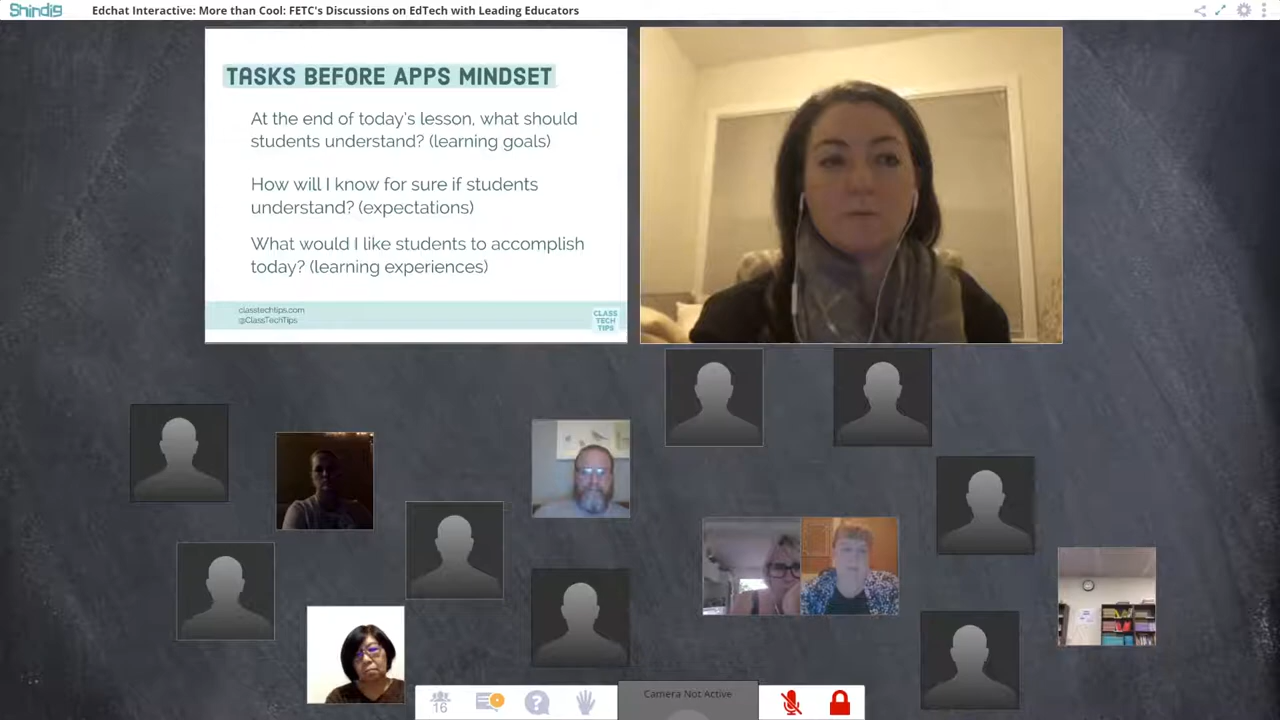 Shindig
Edchat Interactive: More than Cool: FETC's Discussions on EdTech with Leading Educators
TASKS BEFORE APPS MINDSET
At the end of today's lesson, what should
students understand? (learning goals)
How will I know for sure if students
understand? (expectations)
What would I like students to accomplish
today? (learning experiences)
classtechtips.com
@ClassTechTips
CLASS
TECH
TIPS
16
Camera Not Active